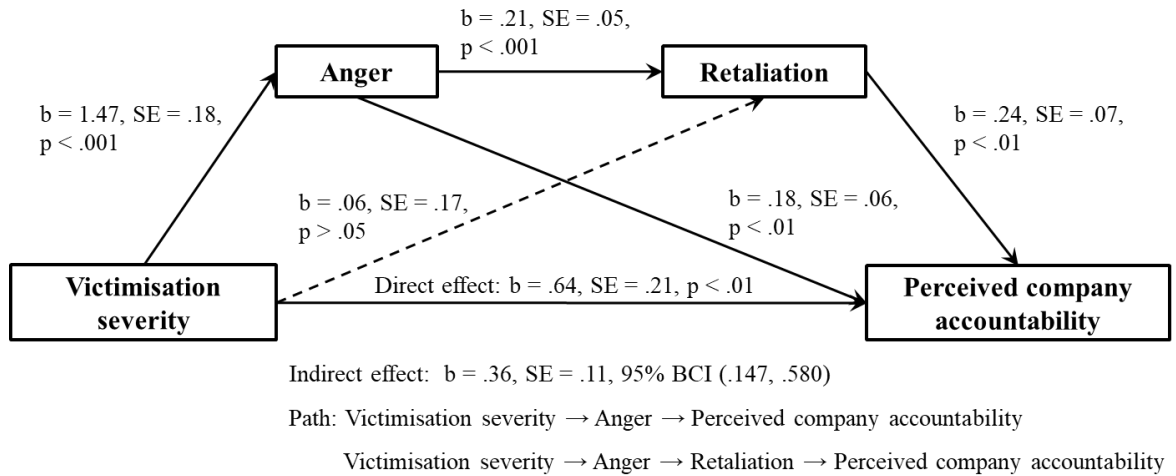 b = .21, SE = .05,
p < .001
Anger
Retaliation
b = 1.47, SE = .18,
p < .001
b = .24, SE = .07,
p < .01
b = .06, SE = .17,
p > .05
b = .18, SE = .06,
p < .01
Victimisation
severity
Direct effect: b = .64, SE = .21, p < .01
Perceived company
accountability
Indirect effect: b = .36, SE = .11, 95% BCI (.147, .580)
Path: Victimisation severity → Anger → Perceived company accountability
Victimisation severity → Anger → Retaliation → Perceived company accountability